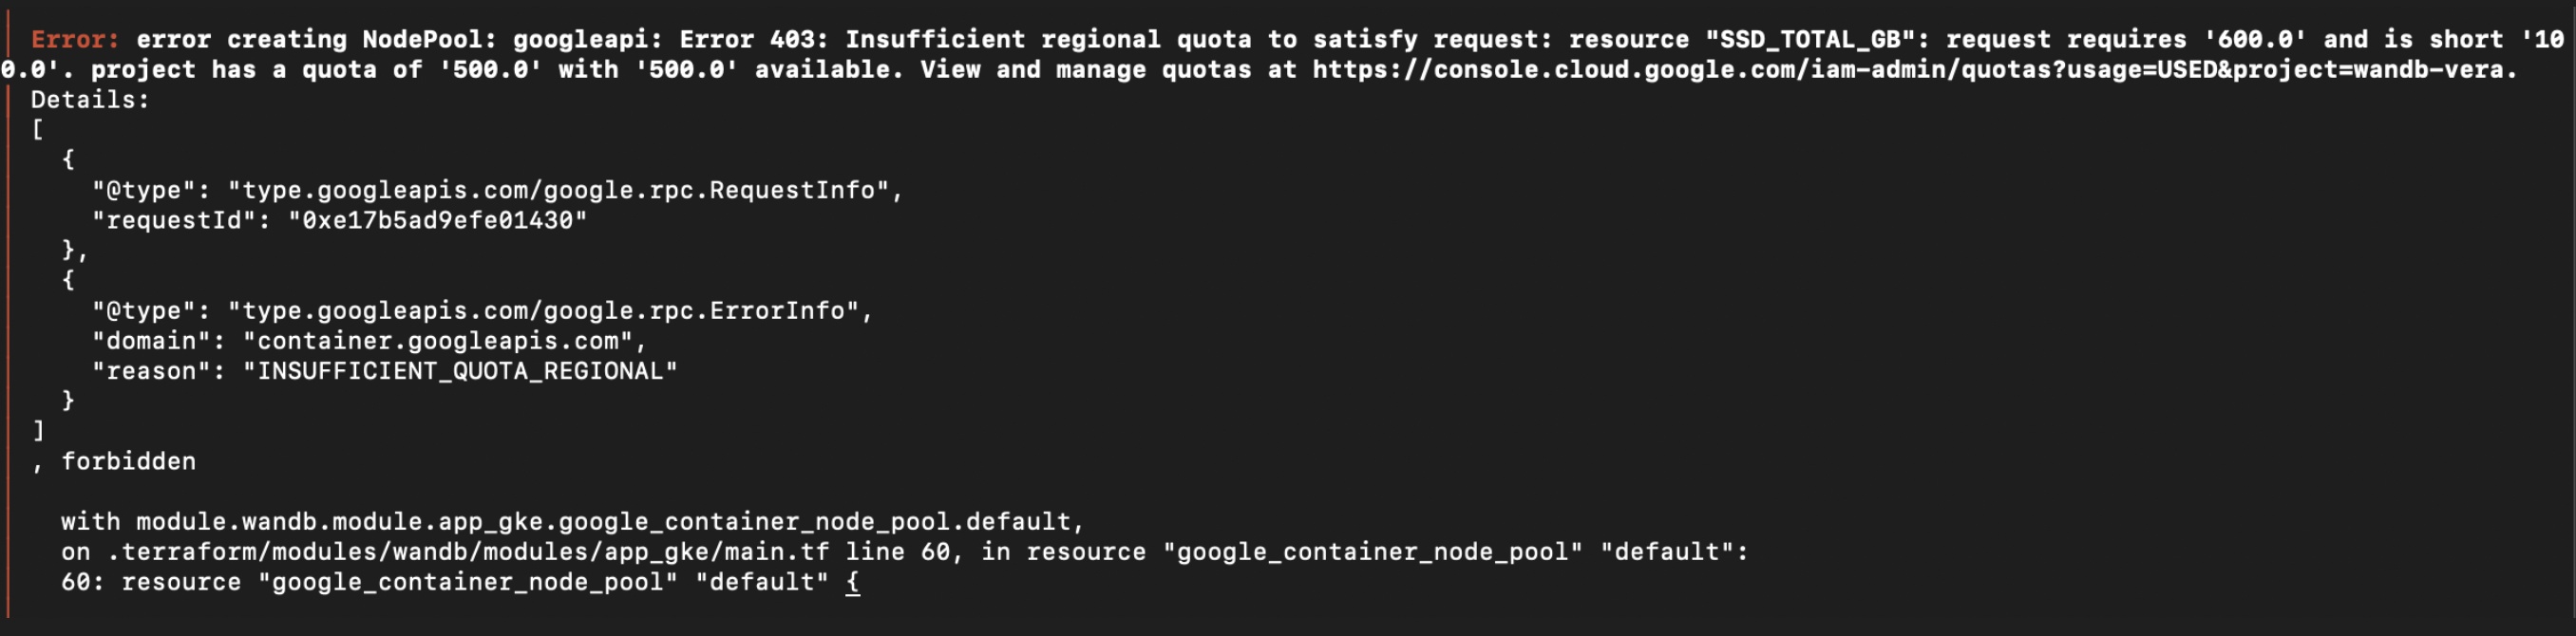 Error: error creating NodePool: googleapi: Error 403: Insufficient regional quota to satisfy request: resource "SSD_TOTAL_GB": request requires '600.0' and is short '10
0.0'. project has a quota of '500.0' with '500.0' available. View and manage quotas at https://console.cloud.google.com/iam-admin/quotas?usage=USED&project=wandb-vera.
Details:
[
  {
    "@type": "type.googleapis.com/google.rpc.RequestInfo",
    "requestId": "0xe17b5ad9efe01430"
  },
  {
    "@type": "type.googleapis.com/google.rpc.ErrorInfo",
    "domain": "container.googleapis.com",
    "reason": "INSUFFICIENT_QUOTA_REGIONAL"
  }
]
, forbidden
  with module.wandb.module.app_gke.google_container_node_pool.default,
  on .terraform/modules/wandb/modules/app_gke/main.tf line 60, in resource "google_container_node_pool" "default":
  60: resource "google_container_node_pool" "default" {